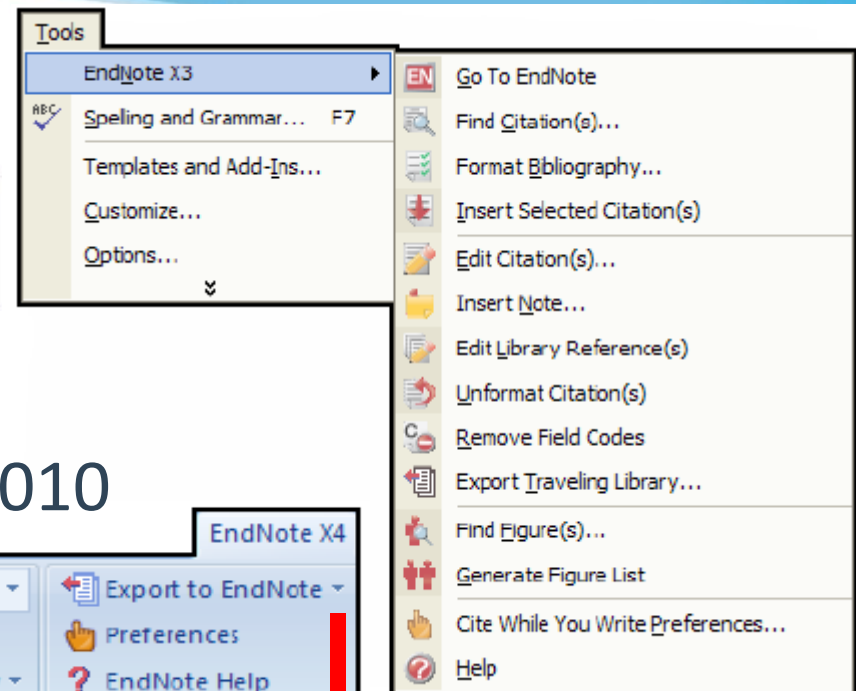 Tools
EndNote X3
Speling and Grammar... F7
Templates and Add-Ins...
Customize...
Options...
Go To EndNote
Find Citation(s)...
Format Bibliography...
Insert Selected Citation(s)
Edit Citation(s)...
Insert Note...
Edit Library Reference(s)
Unformat Citation(s)
Remove Field Codes
Export Traveling Library...
Find Figure(s)...
Generate Figure List
Cite While You Write Preferences...
Help
010
EndNote X4
Export to EndNote
Preferences
EndNote Help